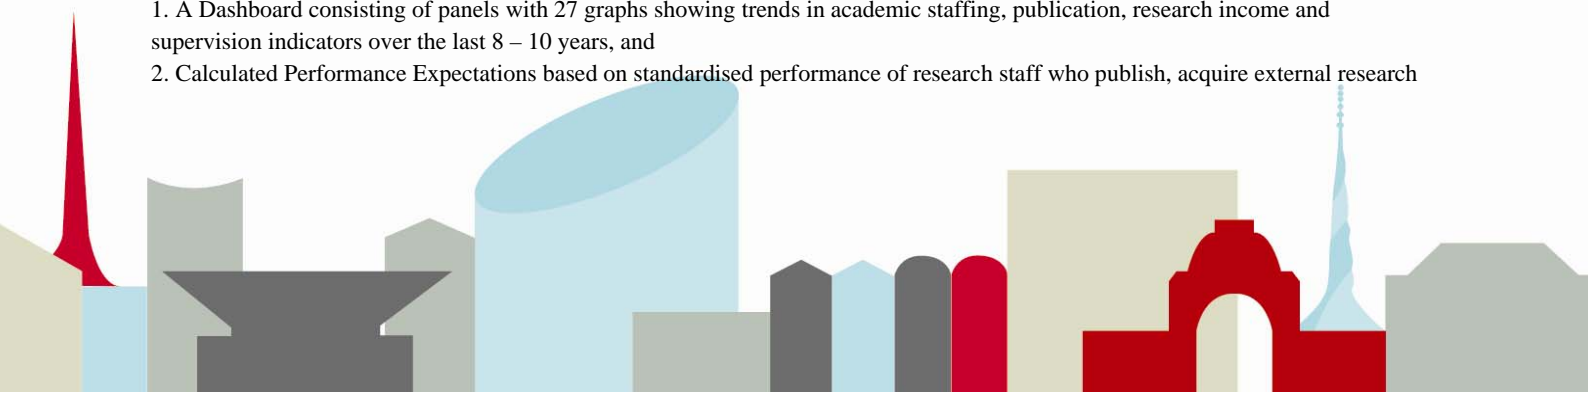 1. A Dashboard consisting of panels with 27 graphs showing trends in academic staffing, publication, research income and
supervision indicators over the last 8 – 10 years, and
2. Calculated Performance Expectations based on standardised performance of research staff who publish, acquire external research